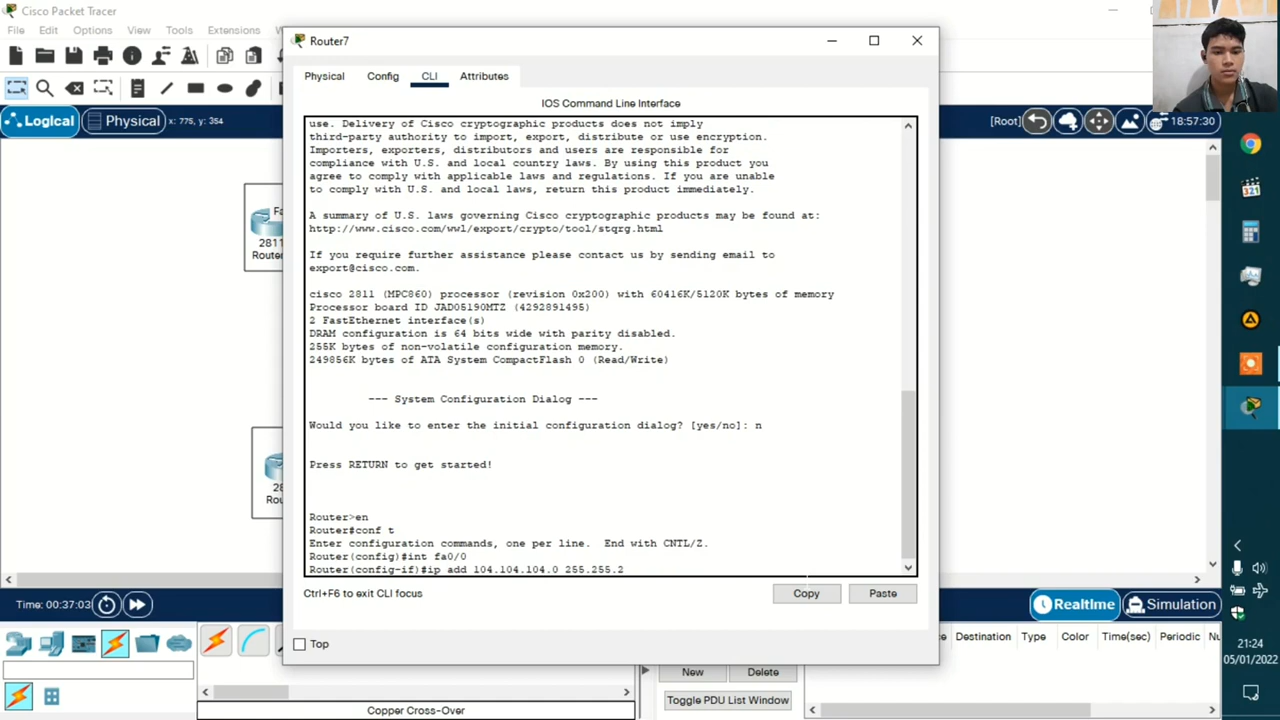 Cisco Packet Tracer
File Edit Options View Tools Extensions
Router7
Physical Config CLI Attributes
IOS Command Line Interface
Logical Physical x: 775, y: 354
[Root] 18:57:30
use. Delivery of Cisco cryptographic products does not imply
third-party authority to import, export, distribute or use encryption.
Importers, exporters, distributors and users are responsible for
compliance with U.S. and local country laws. By using this product you
agree to comply with applicable laws and regulations. If you are unable
to comply with U.S. and local laws, return this product immediately.
A summary of U.S. laws governing Cisco cryptographic products may be found at:
http://www.cisco.com/wwl/export/crypto/tool/stqrg.html
If you require further assistance please contact us by sending email to
export@cisco.com.
cisco 2811 (MPC860) processor (revision 0x200) with 60416K/5120K bytes of memory
Processor board ID JAD05190MTZ (4292891495)
2 FastEthernet interface(s)
DRAM configuration is 64 bits wide with parity disabled.
255K bytes of non-volatile configuration memory.
249856K bytes of ATA System CompactFlash 0 (Read/Write)
--- System Configuration Dialog ---
Would you like to enter the initial configuration dialog? [yes/no]: n
Press RETURN to get started!
Router>en
Router#conf t
Enter configuration commands, one per line. End with CNTL/Z.
Router(config)#int fa0/0
Router(config-if)#ip add 104.104.104.0 255.255.2
Ctrl+F6 to exit CLI focus
Copy Paste
Top
Fa
2811
Router
28
Rou
321
Time: 00:37:03
Realtime Simulation
e Destination Type Color Time(sec) Periodic Nu
New Delete
Toggle PDU List Window
Copper Cross-Over
21:24
05/01/2022